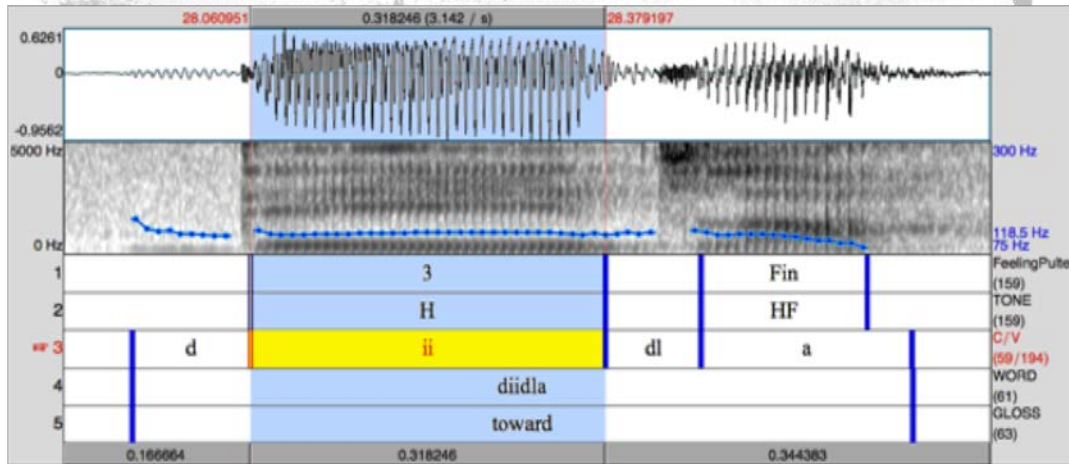 28.060951 0.318246 (3.142 / s) 28.379197
0.6261
0
-0.9562
5000 Hz 300 Hz
118.5 Hz
0 Hz 75 Hz
1 3 Fin FeelingPulte
(159)
2 H HF TONE
(159)
3 d ii dl a C/V
(59/194)
4 diidla WORD
(61)
5 toward GLOSS
(63)
0.166664 0.318246 0.344383